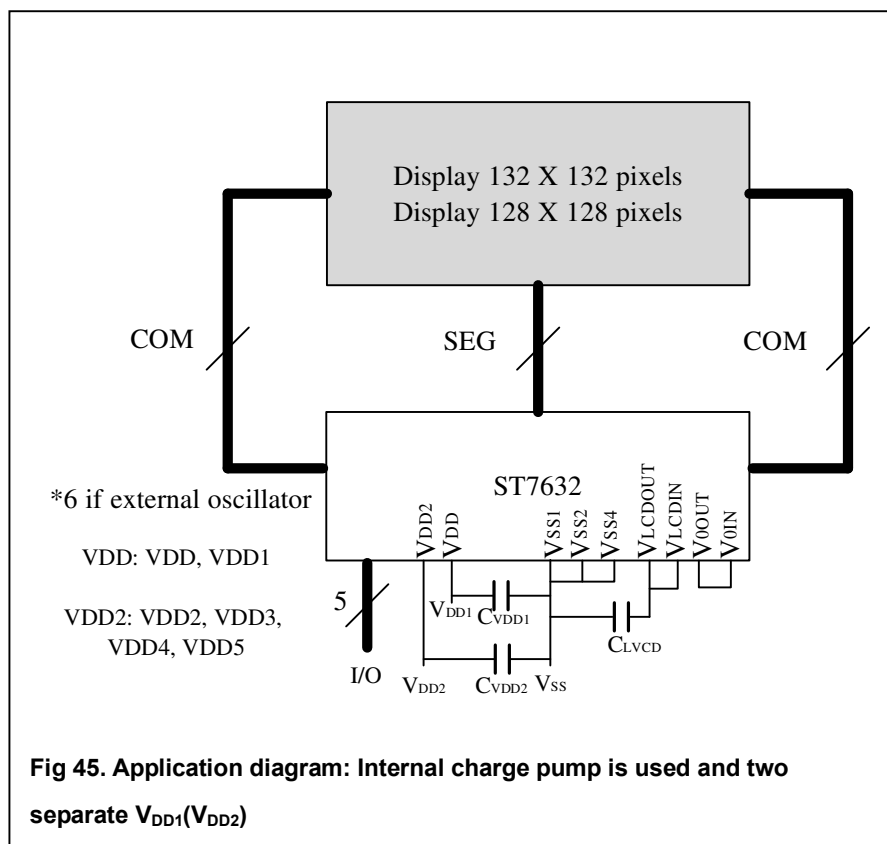 Display 132 X 132 pixels
Display 128 X 128 pixels
COM
SEG
COM
ST7632
*6 if external oscillator
VDD: VDD, VDD1
VDD2: VDD2, VDD3,
VDD4, VDD5
VDD2
VDD
VSS1
VSS2
VSS4
VLCDOUT
VLCDIN
V0OUT
V0IN
5
I/O
VDD1
CVDD1
CLVCD
VDD2
CVDD2
VSS
Fig 45. Application diagram: Internal charge pump is used and two
separate VDD1(VDD2)